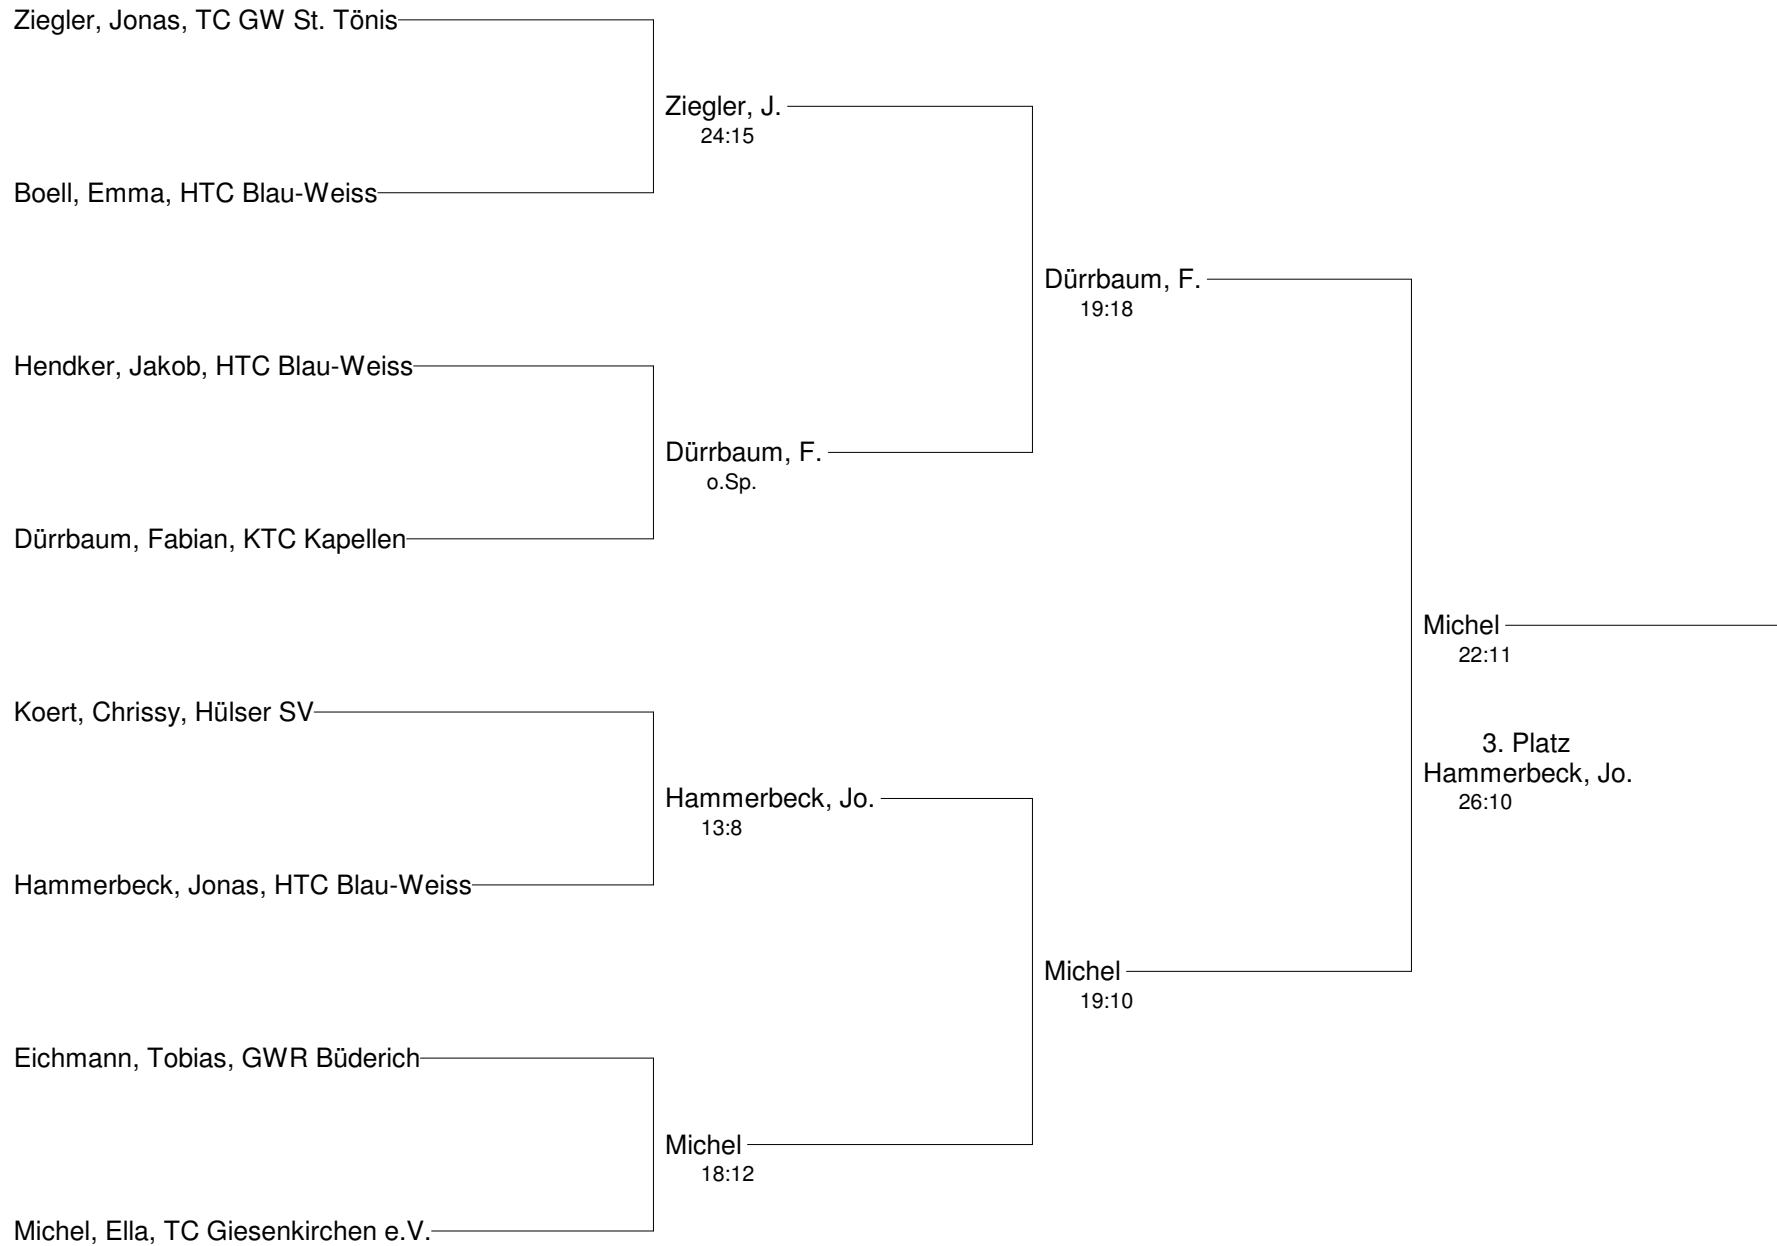 Ziegler, Jonas, TC GW St. Tönis
Ziegler, J.
24:15
Boell, Emma, HTC Blau-Weiss
Dürrbaum, F.
19:18
Hendker, Jakob, HTC Blau-Weiss
Dürrbaum, F.
o.Sp.
Dürrbaum, Fabian, KTC Kapellen
Michel
22:11
Koert, Chrissy, Hülser SV
3. Platz
Hammerbeck, Jo.
26:10
Hammerbeck, Jo.
13:8
Hammerbeck, Jonas, HTC Blau-Weiss
Michel
19:10
Eichmann, Tobias, GWR Büderich
Michel
18:12
Michel, Ella, TC Giesenkirchen e.V.